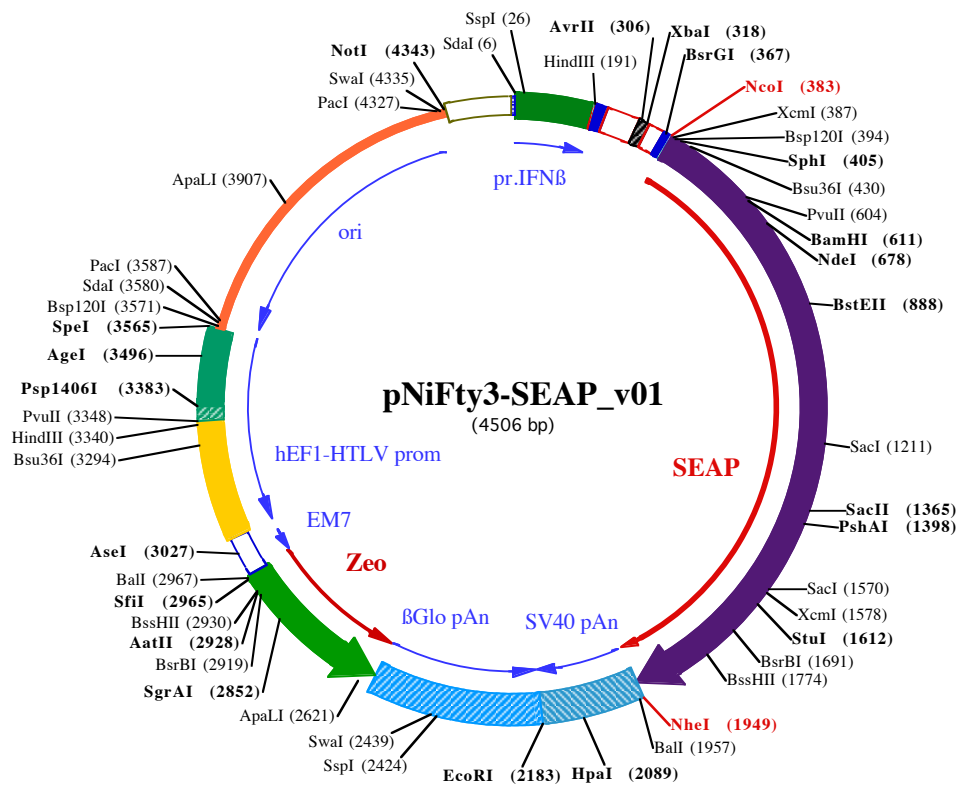 SspI (26)
SdaI (6)
AvrII (306)
XbaI (318)
HindIII (191)
BsrGI (367)
NcoI (383)
XcmI (387)
Bsp120I (394)
SphI (405)
Bsu36I (430)
PvuII (604)
BamHI (611)
NdeI (678)
BstEII (888)
SacI (1211)
SacII (1365)
PshAI (1398)
SacI (1570)
XcmI (1578)
StuI (1612)
BsrBI (1691)
BssHII (1774)
NheI (1949)
BalI (1957)
HpaI (2089)
EcoRI (2183)
SspI (2424)
SwaI (2439)
ApaLI (2621)
SgrAI (2852)
BsrBI (2919)
AatII (2928)
BssHII (2930)
SfiI (2965)
BalI (2967)
AseI (3027)
Bsu36I (3294)
HindIII (3340)
PvuII (3348)
Psp1406I (3383)
AgeI (3496)
SpeI (3565)
Bsp120I (3571)
SdaI (3580)
PacI (3587)
ApaLI (3907)
PacI (4327)
SwaI (4335)
NotI (4343)
pr.IFNß
ori
pNiFty3-SEAP_v01
(4506 bp)
hEF1-HTLV prom
SEAP
EM7
Zeo
ßGlo pAn
SV40 pAn